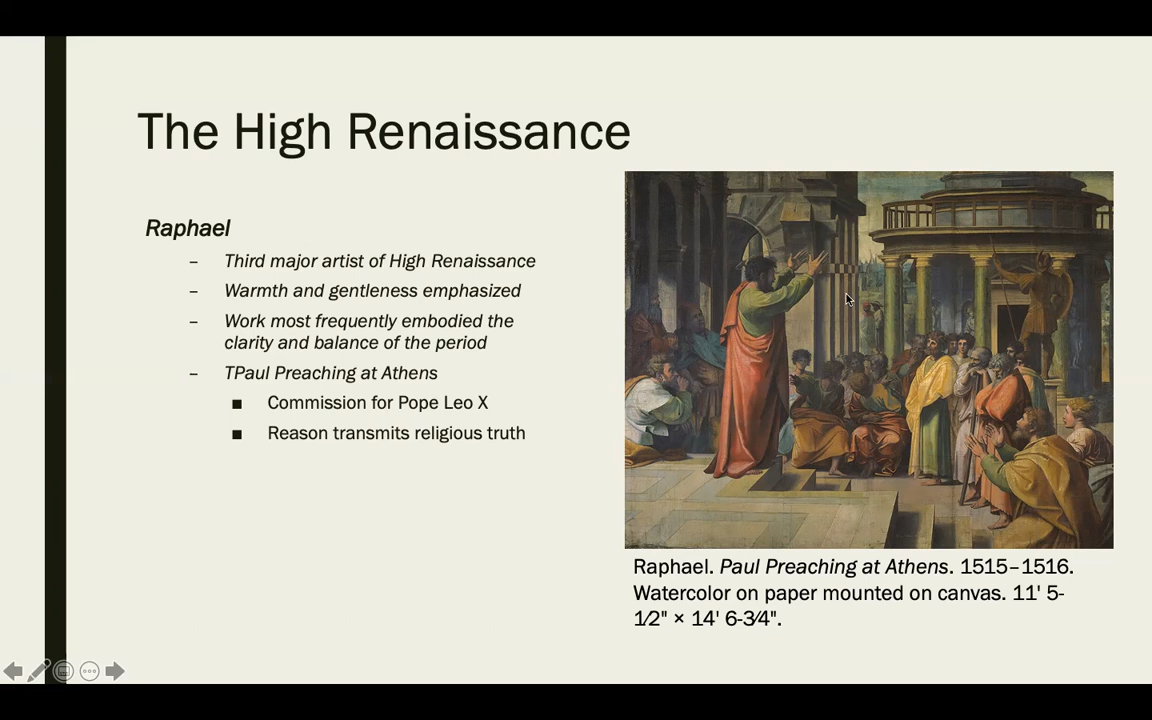 The High Renaissance
Raphael
– Third major artist of High Renaissance
– Warmth and gentleness emphasized
– Work most frequently embodied the
clarity and balance of the period
– TPaul Preaching at Athens
■ Commission for Pope Leo X
■ Reason transmits religious truth
Raphael. Paul Preaching at Athens. 1515–1516.
Watercolor on paper mounted on canvas. 11' 5-
1⁄2" × 14' 6-3⁄4".